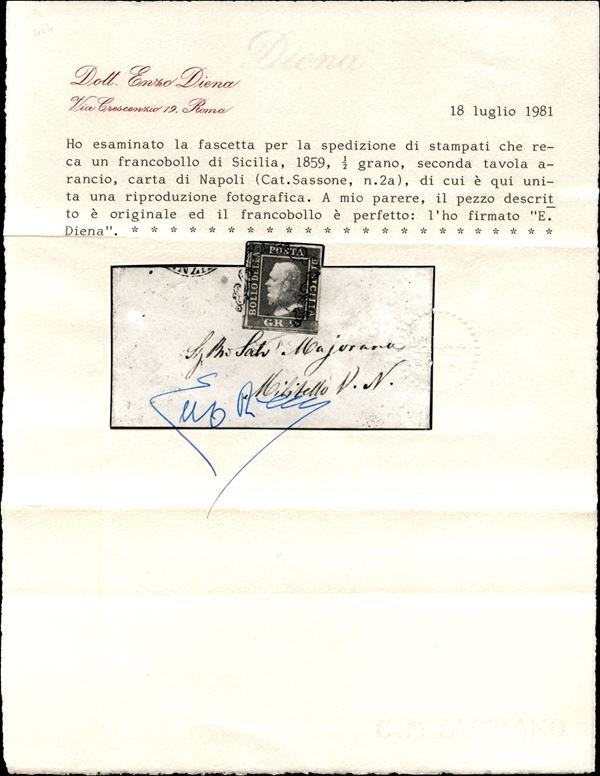 Diena
Dott. Enzo Diena
Via Crescenzio 19, Roma
18 luglio 1981
Ho esaminato la fascetta per la spedizione di stampati che re-
ca un francobollo di Sicilia, 1859, ½ grano, seconda tavola a-
rancio, carta di Napoli (Cat.Sassone, n.2a), di cui è qui uni-
ta una riproduzione fotografica. A mio parere, il pezzo descrit
to è originale ed il francobollo è perfetto: l'ho firmato "E.
Diena". * * * * * * * * * * * * * * * * * * * * * * * *
POSTA
BOLLO DELLA
DI SICILIA
GR
Majorana
Militello V. N.